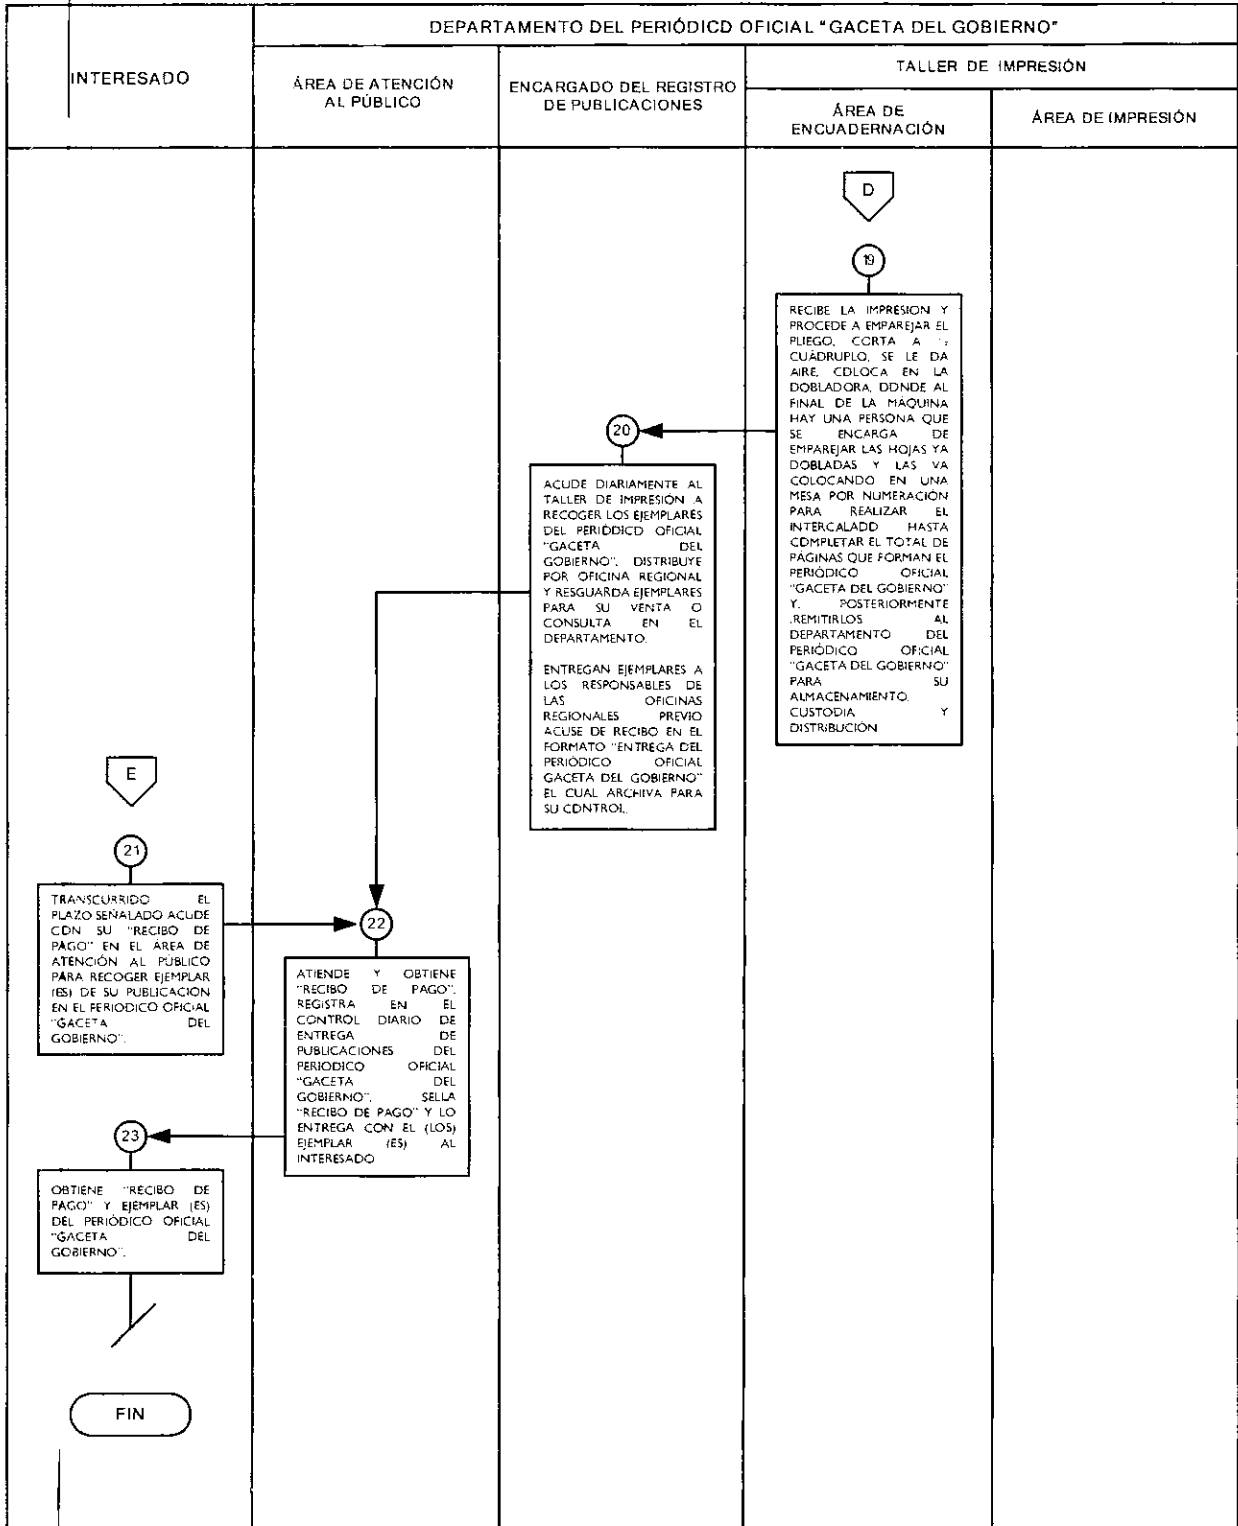 DEPARTAMENTO DEL PERIÓDICO OFICIAL "GACETA DEL GOBIERNO"
INTERESADO
ÁREA DE ATENCIÓN
AL PÚBLICO
ENCARGADO DEL REGISTRO
DE PUBLICACIONES
TALLER DE IMPRESIÓN
ÁREA DE
ENCUADERNACIÓN
ÁREA DE IMPRESIÓN
D
19
RECIBE LA IMPRESION Y
PROCEDE A EMPAREJAR EL
PLIEGO, CORTA A
CUÁDRUPLO, SE LE DA
AIRE, COLOCA EN LA
DOBLADORA, DONDE AL
FINAL DE LA MÁQUINA
HAY UNA PERSONA QUE
SE ENCARGA DE
EMPAREJAR LAS HOJAS YA
DOBLADAS Y LAS VA
COLOCANDO EN UNA
MESA POR NUMERACIÓN
PARA REALIZAR EL
INTERCALADO HASTA
COMPLETAR EL TOTAL DE
PÁGINAS QUE FORMAN EL
PERIÓDICO OFICIAL
"GACETA DEL GOBIERNO"
Y, POSTERIORMENTE
REMITIRLOS AL
DEPARTAMENTO DEL
PERIÓDICO OFICIAL
"GACETA DEL GOBIERNO"
PARA SU
ALMACENAMIENTO,
CUSTODIA Y
DISTRIBUCIÓN
20
ACUDE DIARIAMENTE AL
TALLER DE IMPRESIÓN A
RECOGER LOS EJEMPLARES
DEL PERIÓDICO OFICIAL
"GACETA DEL
GOBIERNO", DISTRIBUYE
POR OFICINA REGIONAL
Y RESGUARDA EJEMPLARES
PARA SU VENTA O
CONSULTA EN EL
DEPARTAMENTO.
ENTREGAN EJEMPLARES A
LOS RESPONSABLES DE
LAS OFICINAS
REGIONALES PREVIO
ACUSE DE RECIBO EN EL
FORMATO "ENTREGA DEL
PERIÓDICO OFICIAL
GACETA DEL GOBIERNO"
EL CUAL ARCHIVA PARA
SU CONTROL.
E
21
TRANSCURRIDO EL
PLAZO SEÑALADO ACUDE
CON SU "RECIBO DE
PAGO" EN EL ÁREA DE
ATENCIÓN AL PÚBLICO
PARA RECOGER EJEMPLAR
(ES) DE SU PUBLICACION
EN EL PERIODICO OFICIAL
"GACETA DEL
GOBIERNO".
22
ATIENDE Y OBTIENE
"RECIBO DE PAGO",
REGISTRA EN EL
CONTROL DIARIO DE
ENTREGA DE
PUBLICACIONES DEL
PERIODICO OFICIAL
"GACETA DEL
GOBIERNO", SELLA
"RECIBO DE PAGO" Y LO
ENTREGA CON EL (LOS)
EJEMPLAR (ES) AL
INTERESADO
23
OBTIENE "RECIBO DE
PAGO" Y EJEMPLAR (ES)
DEL PERIÓDICO OFICIAL
"GACETA DEL
GOBIERNO".
FIN